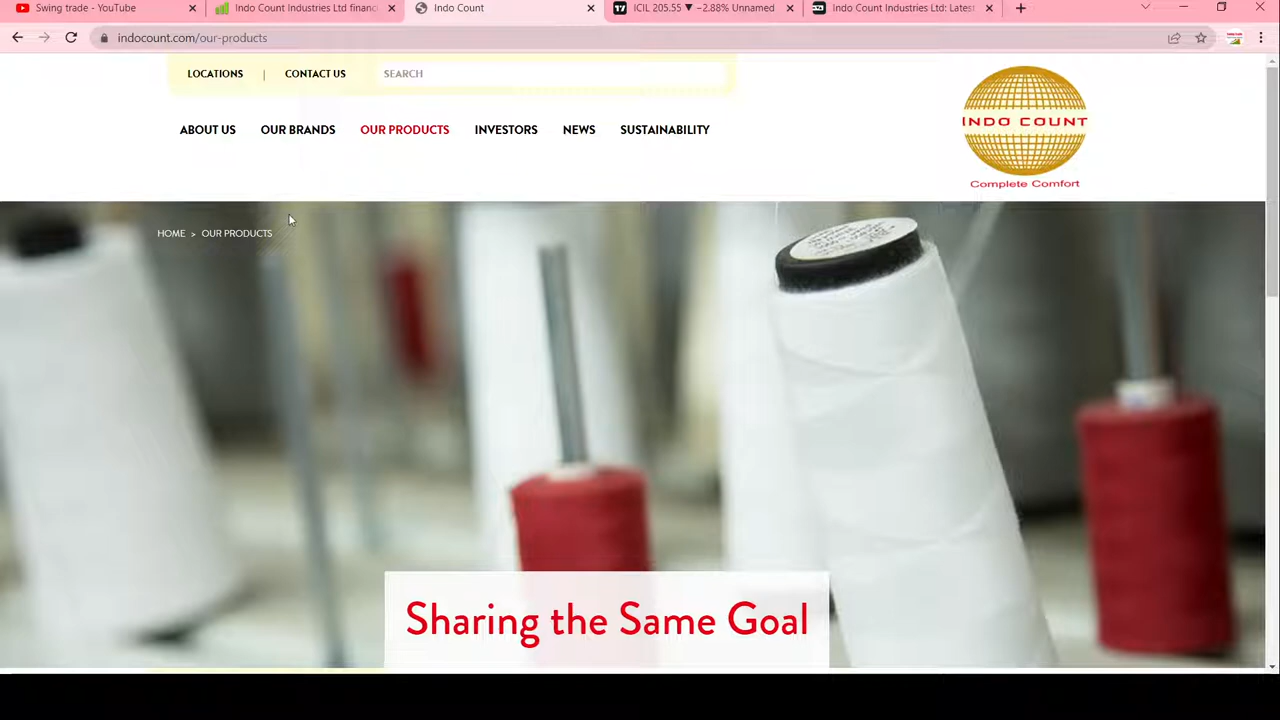 Swing trade - YouTube
Indo Count Industries Ltd financ
Indo Count
ICIL 205.55 ▼ −2.88% Unnamed
Indo Count Industries Ltd: Latest
indocount.com/our-products
LOCATIONS | CONTACT US SEARCH
ABOUT US OUR BRANDS OUR PRODUCTS INVESTORS NEWS SUSTAINABILITY
INDO COUNT
Complete Comfort
HOME > OUR PRODUCTS
Sharing the Same Goal